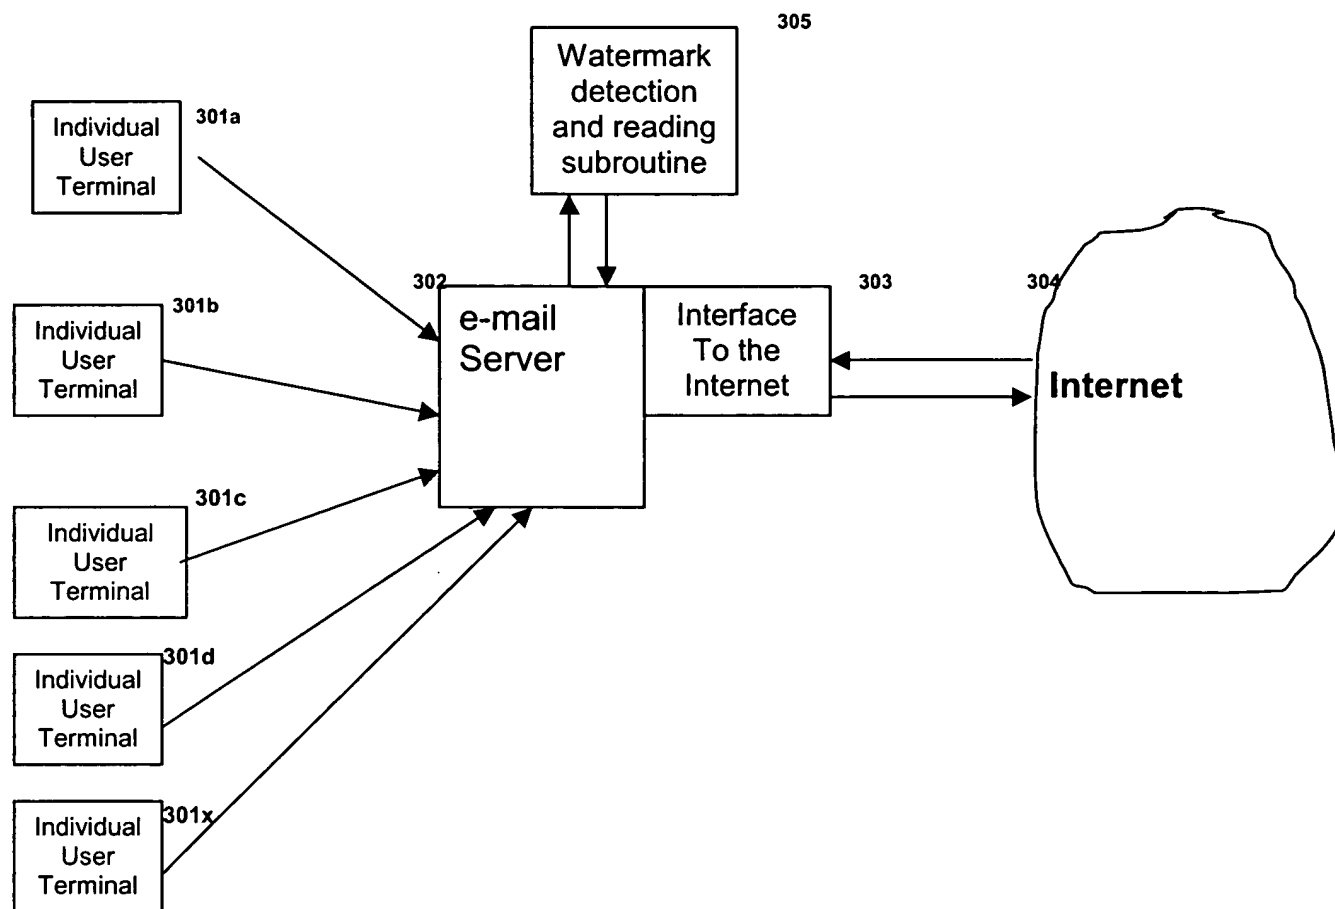 305
Watermark
detection
and reading
subroutine
301a
Individual
User
Terminal
302
e-mail
Server
303
Interface
To the
Internet
304
Internet
301b
Individual
User
Terminal
301c
Individual
User
Terminal
301d
Individual
User
Terminal
301x
Individual
User
Terminal